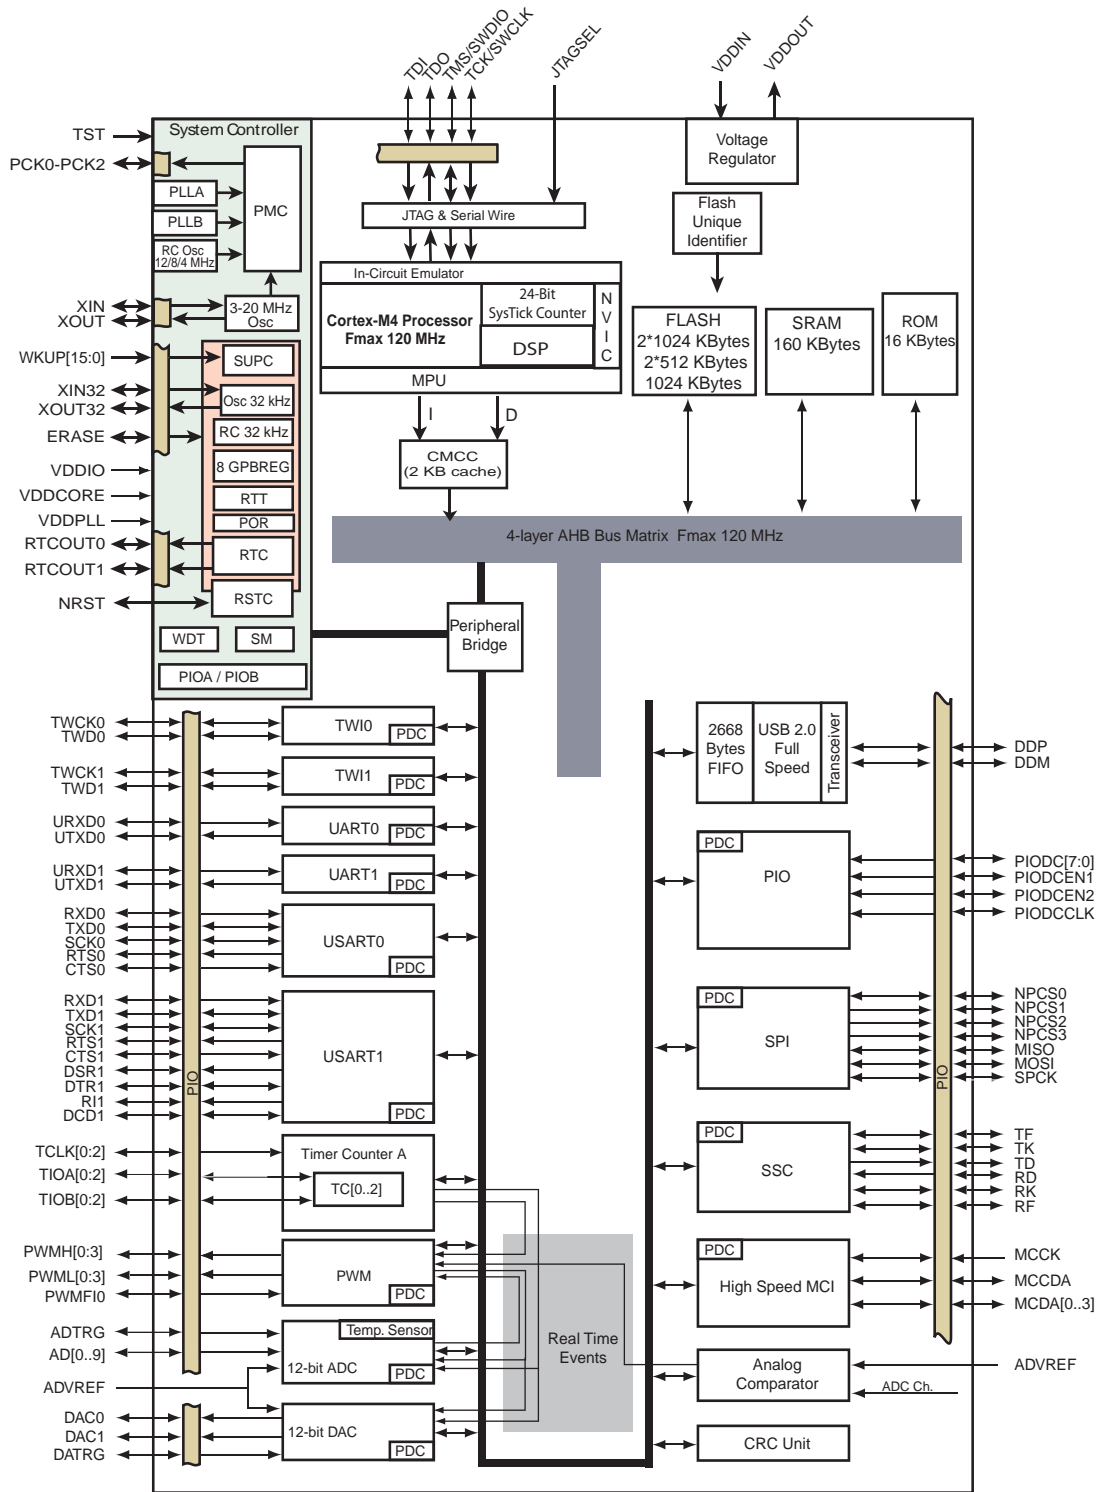 TDI
TDO
TMS/SWDIO
TCK/SWCLK
JTAGSEL
VDDIN
VDDOUT
System Controller
TST
PCK0-PCK2
PLLA
PLLB
RC Osc
12/8/4 MHz
PMC
XIN
XOUT
3-20 MHz
Osc
WKUP[15:0]
SUPC
XIN32
XOUT32
Osc 32 kHz
ERASE
RC 32 kHz
VDDIO
8 GPBREG
VDDCORE
RTT
VDDPLL
POR
RTCOUT0
RTCOUT1
RTC
NRST
RSTC
WDT
SM
PIOA / PIOB
JTAG & Serial Wire
In-Circuit Emulator
Cortex-M4 Processor
Fmax 120 MHz
24-Bit
SysTick Counter
DSP
N
V
I
C
MPU
I
D
CMCC
(2 KB cache)
Voltage
Regulator
Flash
Unique
Identifier
FLASH
2*1024 KBytes
2*512 KBytes
1024 KBytes
SRAM
160 KBytes
ROM
16 KBytes
4-layer AHB Bus Matrix Fmax 120 MHz
Peripheral
Bridge
TWCK0
TWD0
TWI0
PDC
TWCK1
TWD1
TWI1
PDC
URXD0
UTXD0
UART0
PDC
URXD1
UTXD1
UART1
PDC
RXD0
TXD0
SCK0
RTS0
CTS0
USART0
PDC
RXD1
TXD1
SCK1
RTS1
CTS1
DSR1
DTR1
RI1
DCD1
PIO
USART1
PDC
TCLK[0:2]
TIOA[0:2]
TIOB[0:2]
Timer Counter A
TC[0..2]
PWMH[0:3]
PWML[0:3]
PWMFI0
PWM
PDC
ADTRG
AD[0..9]
Temp. Sensor
12-bit ADC
PDC
ADVREF
DAC0
DAC1
DATRG
12-bit DAC
PDC
Real Time
Events
2668
Bytes
FIFO
USB 2.0
Full
Speed
Transceiver
DDP
DDM
PDC
PIO
PIODC[7:0]
PIODCEN1
PIODCEN2
PIODCCLK
PDC
SPI
NPCS0
NPCS1
NPCS2
NPCS3
MISO
MOSI
SPCK
PIO
PDC
SSC
TF
TK
TD
RD
RK
RF
PDC
High Speed MCI
MCCK
MCCDA
MCDA[0..3]
Analog
Comparator
ADVREF
ADC Ch.
CRC Unit